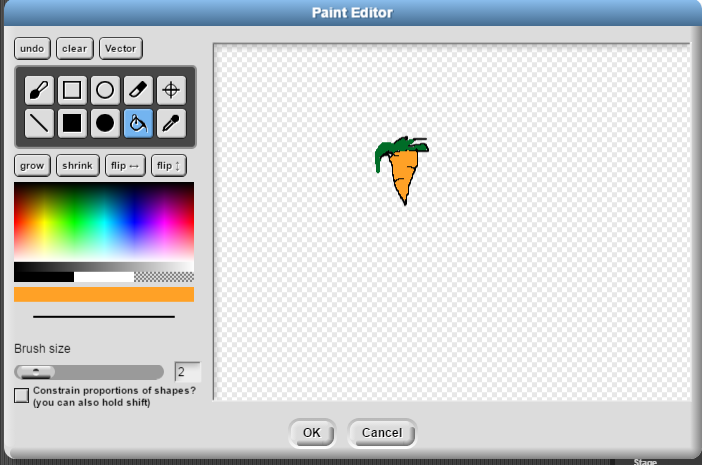 Paint Editor
undo clear Vector
grow shrink flip ↔ flip ↕
Brush size
2
Constrain proportions of shapes?
(you can also hold shift)
OK Cancel
Stage